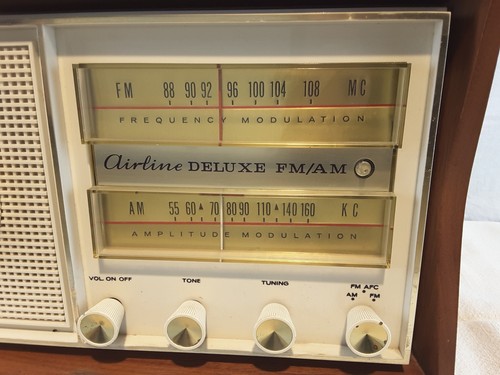 FM 88 90 92 96 100 104 108 MC
FREQUENCY MODULATION
Airline DELUXE FM/AM
AM 55 60 70 80 90 110 140 160 KC
AMPLITUDE MODULATION
VOL. ON OFF TONE TUNING
FM AFC
AM FM